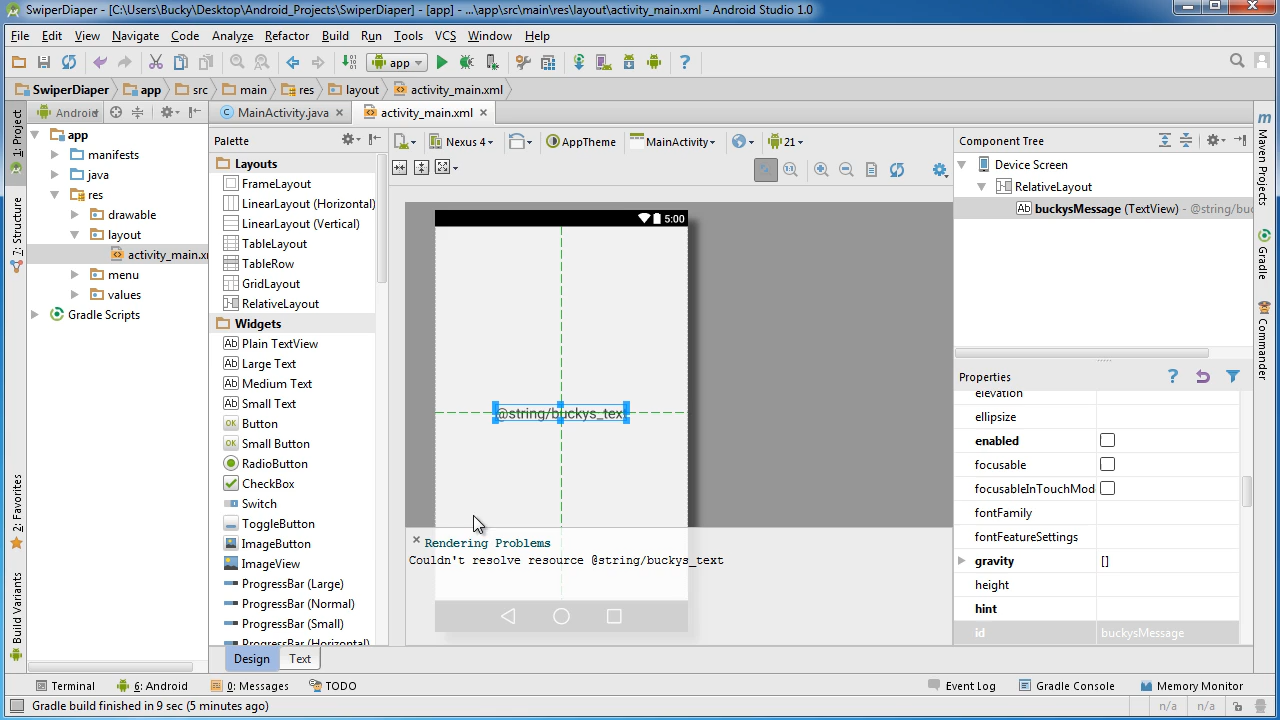 SwiperDiaper - [C:\Users\Bucky\Desktop\Android_Projects\SwiperDiaper] - [app] - ...\app\src\main\res\layout\activity_main.xml - Android Studio 1.0
File Edit View Navigate Code Analyze Refactor Build Run Tools VCS Window Help
app
SwiperDiaper app src main res layout activity_main.xml
Android
MainActivity.java activity_main.xml
1: Project
7: Structure
2: Favorites
Build Variants
app
manifests
java
res
drawable
layout
activity_main.x
menu
values
Gradle Scripts
Palette
Layouts
FrameLayout
LinearLayout (Horizontal)
LinearLayout (Vertical)
TableLayout
TableRow
GridLayout
RelativeLayout
Widgets
Plain TextView
Large Text
Medium Text
Small Text
Button
Small Button
RadioButton
CheckBox
Switch
ToggleButton
ImageButton
ImageView
ProgressBar (Large)
ProgressBar (Normal)
ProgressBar (Small)
ProgressBar (Horizontal)
Design Text
Nexus 4 AppTheme MainActivity 21
5:00
@string/buckys_text
Rendering Problems
Couldn't resolve resource @string/buckys_text
Component Tree
Device Screen
RelativeLayout
Ab buckysMessage (TextView) - @string/buc
Properties
elevation
ellipsize
enabled
focusable
focusableInTouchMod
fontFamily
fontFeatureSettings
gravity []
height
hint
id buckysMessage
Maven Projects
Gradle
Commander
Terminal 6: Android 0: Messages TODO Event Log Gradle Console Memory Monitor
Gradle build finished in 9 sec (5 minutes ago) n/a n/a